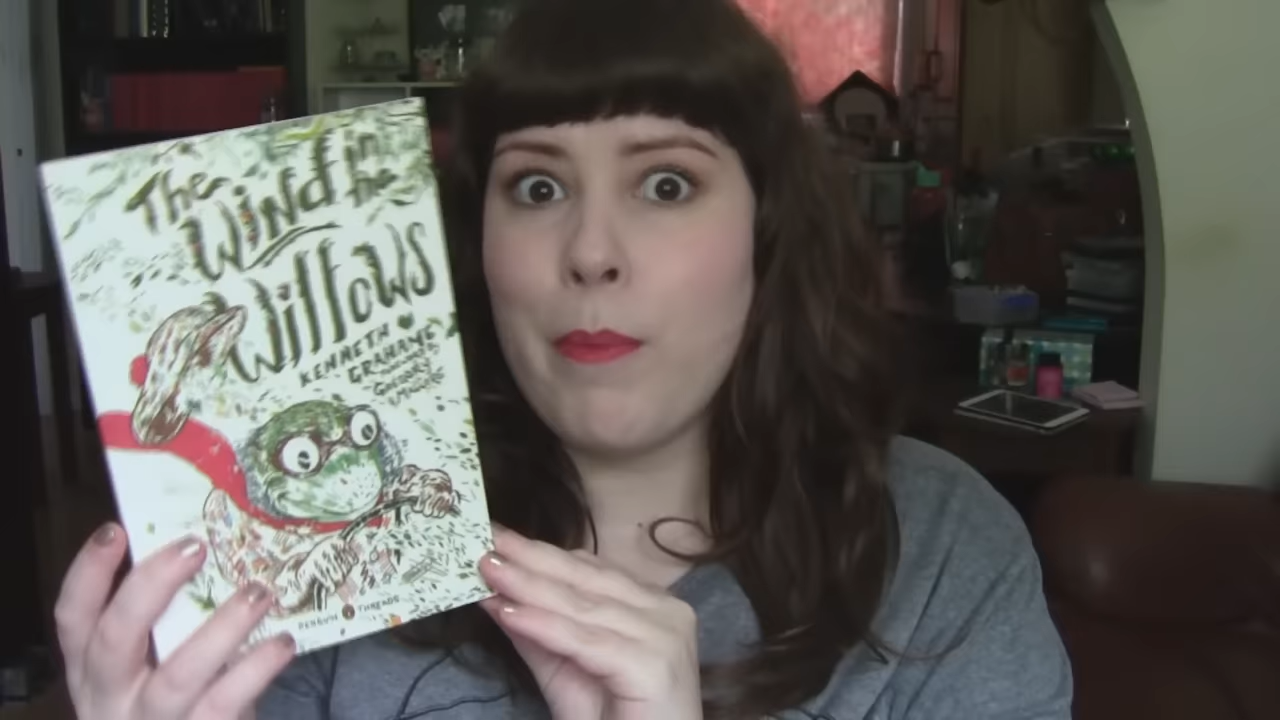 The
Wind in
the
Willows
KENNETH
GRAHAME
PENGUIN THREADS